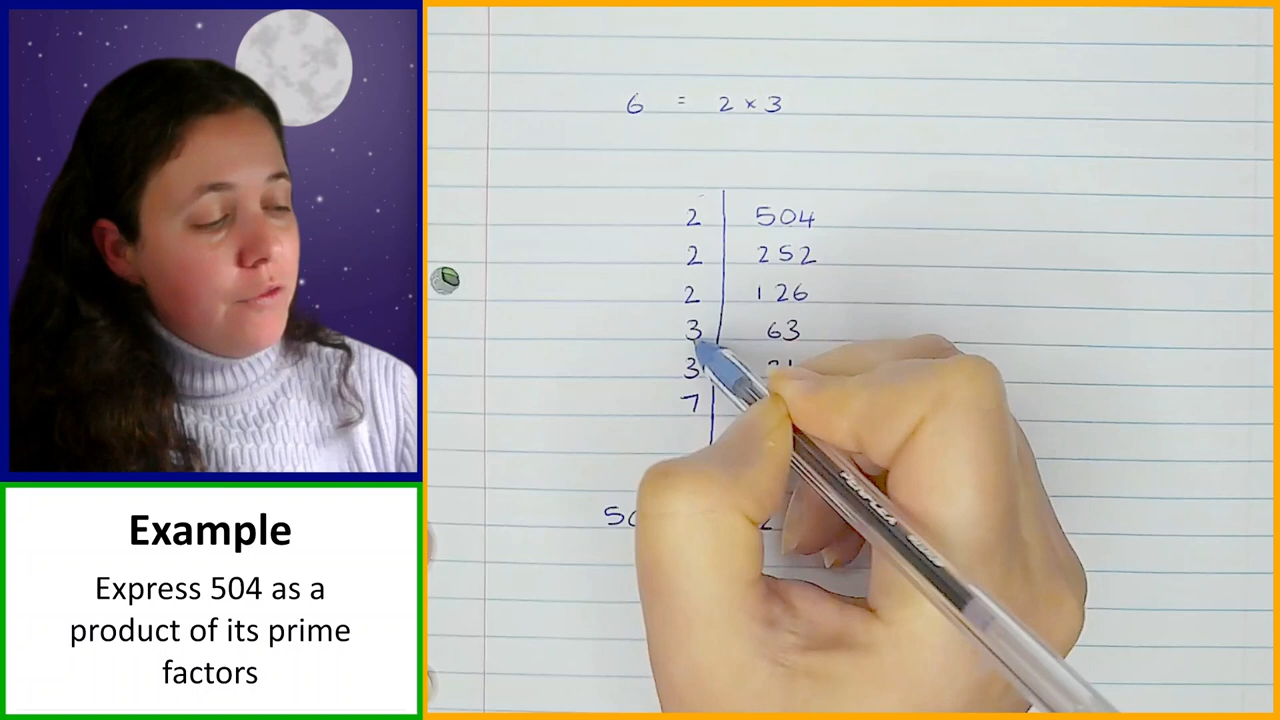 6 = 2 × 3
2 | 504
2 | 252
2 | 126
3 | 63
3 | 21
7 |
Example
Express 504 as a
product of its prime
factors